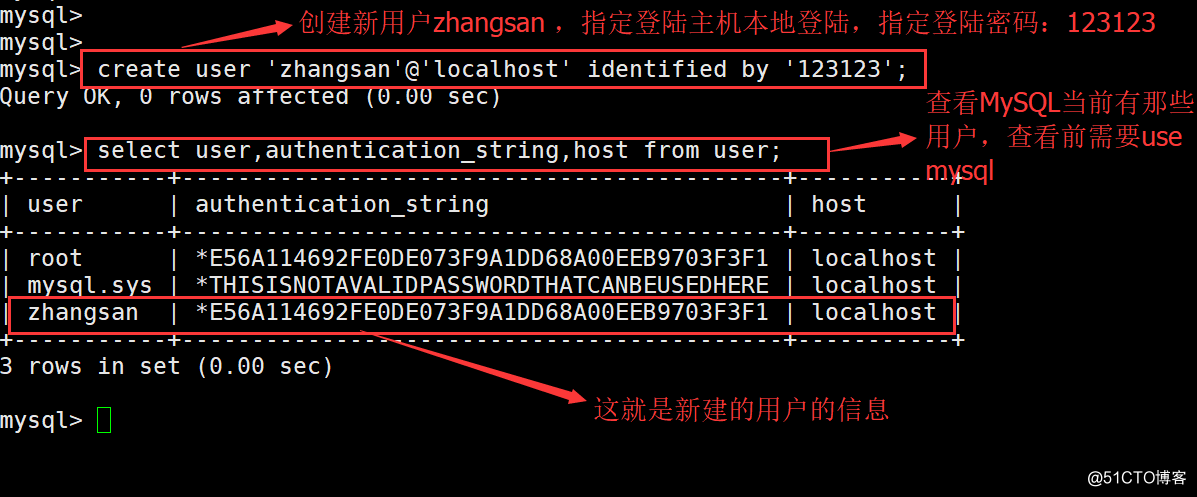 mysql>
创建新用户zhangsan ，指定登陆主机本地登陆，指定登陆密码：123123
mysql>
mysql> create user 'zhangsan'@'localhost' identified by '123123';
Query OK, 0 rows affected (0.00 sec)
查看MySQL当前有那些
用户，查看前需要use
mysql
mysql> select user,authentication_string,host from user;
+-----------+-------------------------------------------+-----------+
| user      | authentication_string                     | host      |
+-----------+-------------------------------------------+-----------+
| root      | *E56A114692FE0DE073F9A1DD68A00EEB9703F3F1 | localhost |
| mysql.sys | *THISISNOTAVALIDPASSWORDTHATCANBEUSEDHERE | localhost |
| zhangsan  | *E56A114692FE0DE073F9A1DD68A00EEB9703F3F1 | localhost |
+-----------+-------------------------------------------+-----------+
3 rows in set (0.00 sec)
这就是新建的用户的信息
mysql>
@51CTO博客